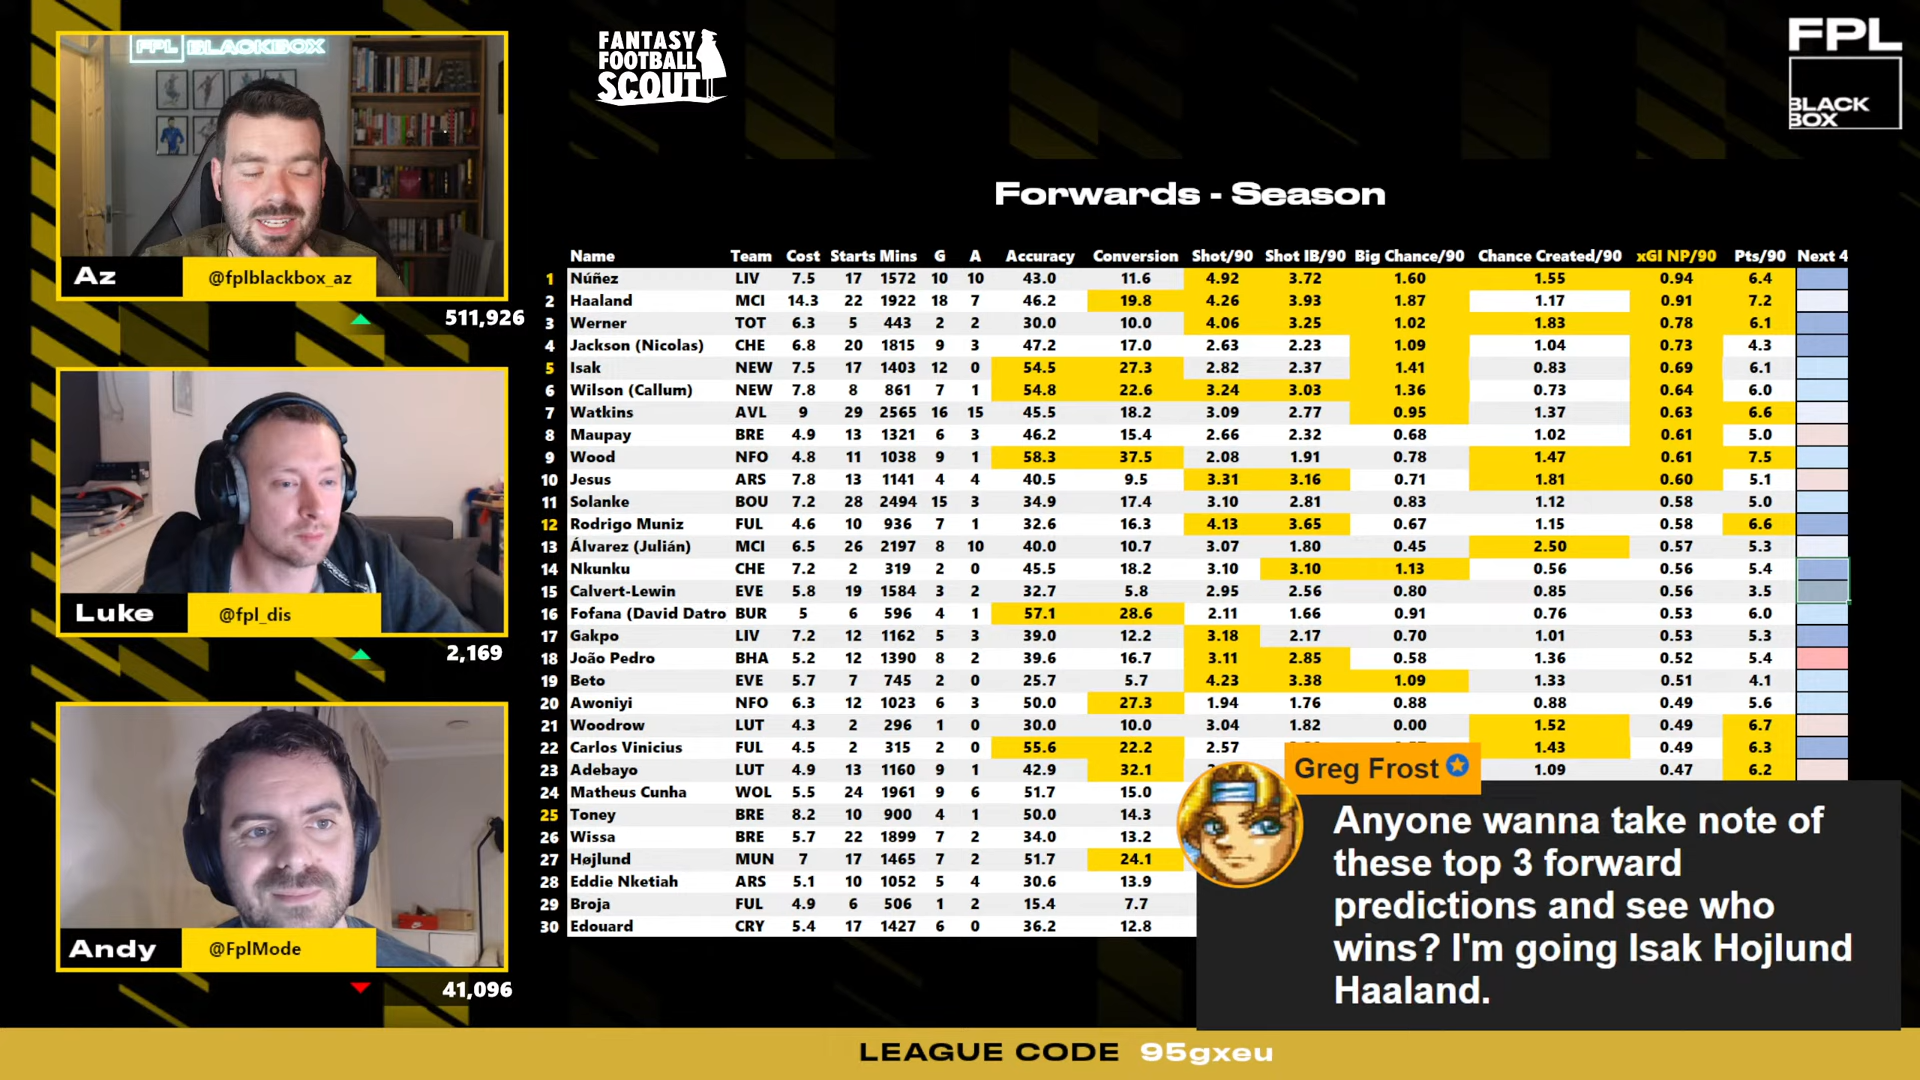 FPL BLACKBOX
Az
@fplblackbox_az
511,926
Luke
@fpl_dis
2,169
Andy
@FplMode
41,096
FANTASY
FOOTBALL
SCOUT
FPL
BLACK
BOX
Forwards - Season
Name Team Cost Starts Mins G A Accuracy Conversion Shot/90 Shot IB/90 Big Chance/90 Chance Created/90 xGI NP/90 Pts/90 Next 4
1 Núñez LIV 7.5 17 1572 10 10 43.0 11.6 4.92 3.72 1.60 1.55 0.94 6.4
2 Haaland MCI 14.3 22 1922 18 7 46.2 19.8 4.26 3.93 1.87 1.17 0.91 7.2
3 Werner TOT 6.3 5 443 2 2 30.0 10.0 4.06 3.25 1.02 1.83 0.78 6.1
4 Jackson (Nicolas) CHE 6.8 20 1815 9 3 47.2 17.0 2.63 2.23 1.09 1.04 0.73 4.3
5 Isak NEW 7.5 17 1403 12 0 54.5 27.3 2.82 2.37 1.41 0.83 0.69 6.1
6 Wilson (Callum) NEW 7.8 8 861 7 1 54.8 22.6 3.24 3.03 1.36 0.73 0.64 6.0
7 Watkins AVL 9 29 2565 16 15 45.5 18.2 3.09 2.77 0.95 1.37 0.63 6.6
8 Maupay BRE 4.9 13 1321 6 3 46.2 15.4 2.66 2.32 0.68 1.02 0.61 5.0
9 Wood NFO 4.8 11 1038 9 1 58.3 37.5 2.08 1.91 0.78 1.47 0.61 7.5
10 Jesus ARS 7.8 13 1141 4 4 40.5 9.5 3.31 3.16 0.71 1.81 0.60 5.1
11 Solanke BOU 7.2 28 2494 15 3 34.9 17.4 3.10 2.81 0.83 1.12 0.58 5.0
12 Rodrigo Muniz FUL 4.6 10 936 7 1 32.6 16.3 4.13 3.65 0.67 1.15 0.58 6.6
13 Álvarez (Julián) MCI 6.5 26 2197 8 10 40.0 10.7 3.07 1.80 0.45 2.50 0.57 5.3
14 Nkunku CHE 7.2 2 319 2 0 45.5 18.2 3.10 3.10 1.13 0.56 0.56 5.4
15 Calvert-Lewin EVE 5.8 19 1584 3 2 32.7 5.8 2.95 2.56 0.80 0.85 0.56 3.5
16 Fofana (David Datro BUR 5 6 596 4 1 57.1 28.6 2.11 1.66 0.91 0.76 0.53 6.0
17 Gakpo LIV 7.2 12 1162 5 3 39.0 12.2 3.18 2.17 0.70 1.01 0.53 5.3
18 João Pedro BHA 5.2 12 1390 8 2 39.6 16.7 3.11 2.85 0.58 1.36 0.52 5.4
19 Beto EVE 5.7 7 745 2 0 25.7 5.7 4.23 3.38 1.09 1.33 0.51 4.1
20 Awoniyi NFO 6.3 12 1023 6 3 50.0 27.3 1.94 1.76 0.88 0.88 0.49 5.6
21 Woodrow LUT 4.3 2 296 1 0 30.0 10.0 3.04 1.82 0.00 1.52 0.49 6.7
22 Carlos Vinicius FUL 4.5 2 315 2 0 55.6 22.2 2.57 1.43 0.49 6.3
23 Adebayo LUT 4.9 13 1160 9 1 42.9 32.1 1.09 0.47 6.2
24 Matheus Cunha WOL 5.5 24 1961 9 6 51.7 15.0
25 Toney BRE 8.2 10 900 4 1 50.0 14.3
26 Wissa BRE 5.7 22 1899 7 2 34.0 13.2
27 Højlund MUN 7 17 1465 7 2 51.7 24.1
28 Eddie Nketiah ARS 5.1 10 1052 5 4 30.6 13.9
29 Broja FUL 4.9 6 506 1 2 15.4 7.7
30 Edouard CRY 5.4 17 1427 6 0 36.2 12.8
Greg Frost
Anyone wanna take note of
these top 3 forward
predictions and see who
wins? I'm going Isak Hojlund
Haaland.
LEAGUE CODE 95gxeu